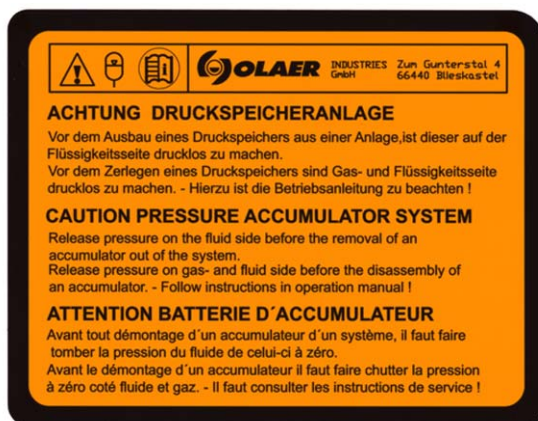 OLAER INDUSTRIES GmbH Zum Gunterstal 4 66440 Blieskastel
ACHTUNG DRUCKSPEICHERANLAGE
Vor dem Ausbau eines Druckspeichers aus einer Anlage,ist dieser auf der
Flüssigkeitsseite drucklos zu machen.
Vor dem Zerlegen eines Druckspeichers sind Gas- und Flüssigkeitsseite
drucklos zu machen. - Hierzu ist die Betriebsanleitung zu beachten !
CAUTION PRESSURE ACCUMULATOR SYSTEM
Release pressure on the fluid side before the removal of an
accumulator out of the system.
Release pressure on gas- and fluid side before the disassembly of
an accumulator. - Follow instructions in operation manual !
ATTENTION BATTERIE D´ACCUMULATEUR
Avant tout démontage d´un accumulateur d´un système, il faut faire
tomber la pression du fluide de celui-ci à zéro.
Avant le démontage d´un accumulateur il faut faire chutter la pression
à zéro coté fluide et gaz. - Il faut consulter les instructions de service !